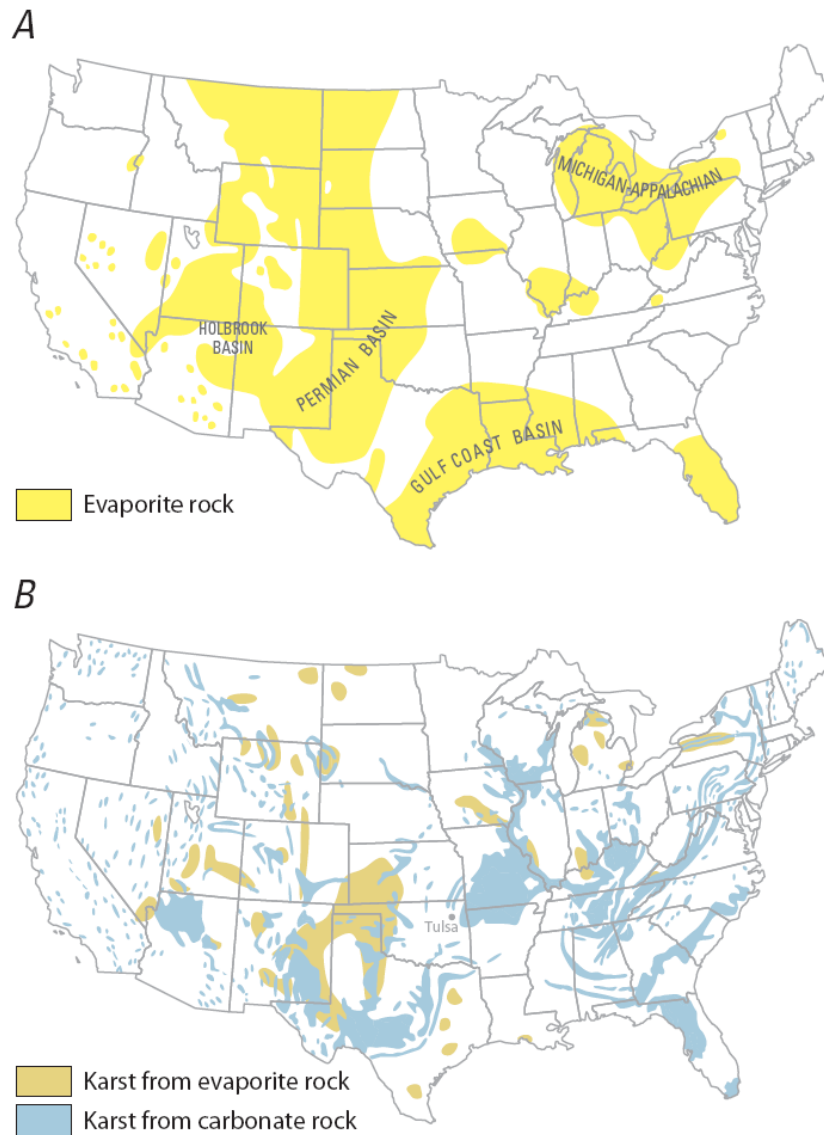 A
MICHIGAN-APPALACHIAN
HOLBROOK
BASIN
PERMIAN BASIN
GULF COAST BASIN
Evaporite rock
B
Tulsa
Karst from evaporite rock
Karst from carbonate rock